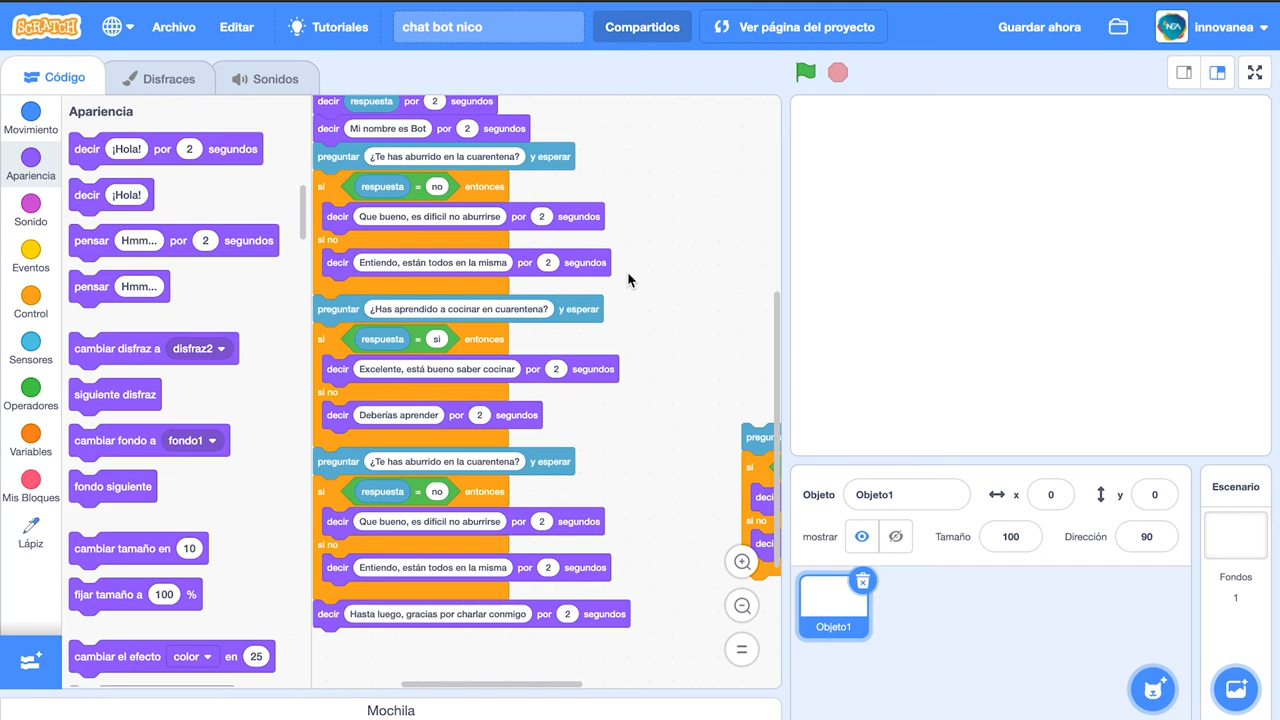 SCRATCH
Archivo
Editar
Tutoriales
chat bot nico
Compartidos
Ver página del proyecto
Guardar ahora
innovanea
Código
Disfraces
Sonidos
Movimiento
Apariencia
Sonido
Eventos
Control
Sensores
Operadores
Variables
Mis Bloques
Lápiz
Apariencia
decir ¡Hola! por 2 segundos
decir ¡Hola!
pensar Hmm... por 2 segundos
pensar Hmm...
cambiar disfraz a disfraz2
siguiente disfraz
cambiar fondo a fondo1
fondo siguiente
cambiar tamaño en 10
fijar tamaño a 100 %
cambiar el efecto color en 25
decir respuesta por 2 segundos
decir Mi nombre es Bot por 2 segundos
preguntar ¿Te has aburrido en la cuarentena? y esperar
si respuesta = no entonces
decir Que bueno, es dificil no aburrirse por 2 segundos
si no
decir Entiendo, están todos en la misma por 2 segundos
preguntar ¿Has aprendido a cocinar en cuarentena? y esperar
si respuesta = si entonces
decir Excelente, está bueno saber cocinar por 2 segundos
si no
decir Deberías aprender por 2 segundos
preguntar ¿Te has aburrido en la cuarentena? y esperar
si respuesta = no entonces
decir Que bueno, es dificil no aburrirse por 2 segundos
si no
decir Entiendo, están todos en la misma por 2 segundos
decir Hasta luego, gracias por charlar conmigo por 2 segundos
si
si no
Objeto Objeto1 x 0 y 0
mostrar Tamaño 100 Dirección 90
Objeto1
Escenario
Fondos
1
Mochila